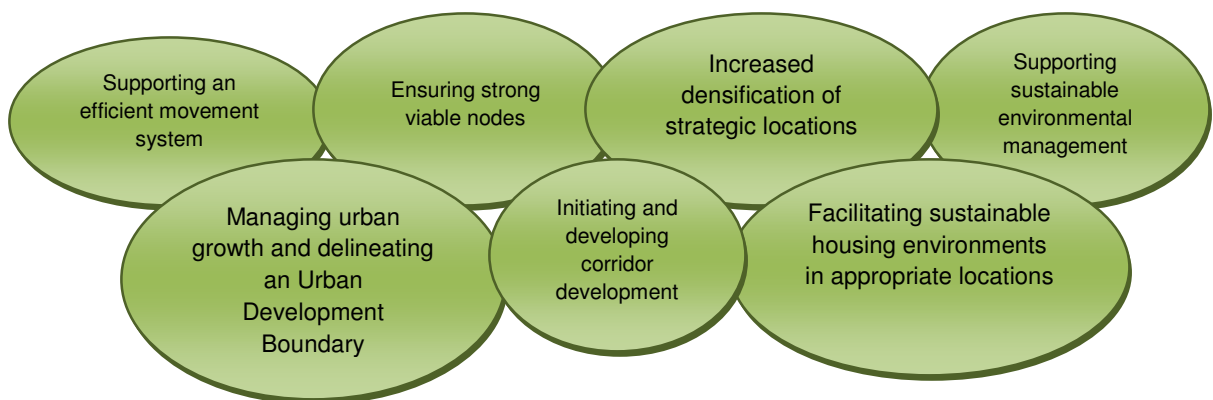 Supporting an
efficient movement
system
Ensuring strong
viable nodes
Increased
densification of
strategic locations
Supporting
sustainable
environmental
management
Managing urban
growth and delineating
an Urban
Development
Boundary
Initiating and
developing
corridor
development
Facilitating sustainable
housing environments
in appropriate locations